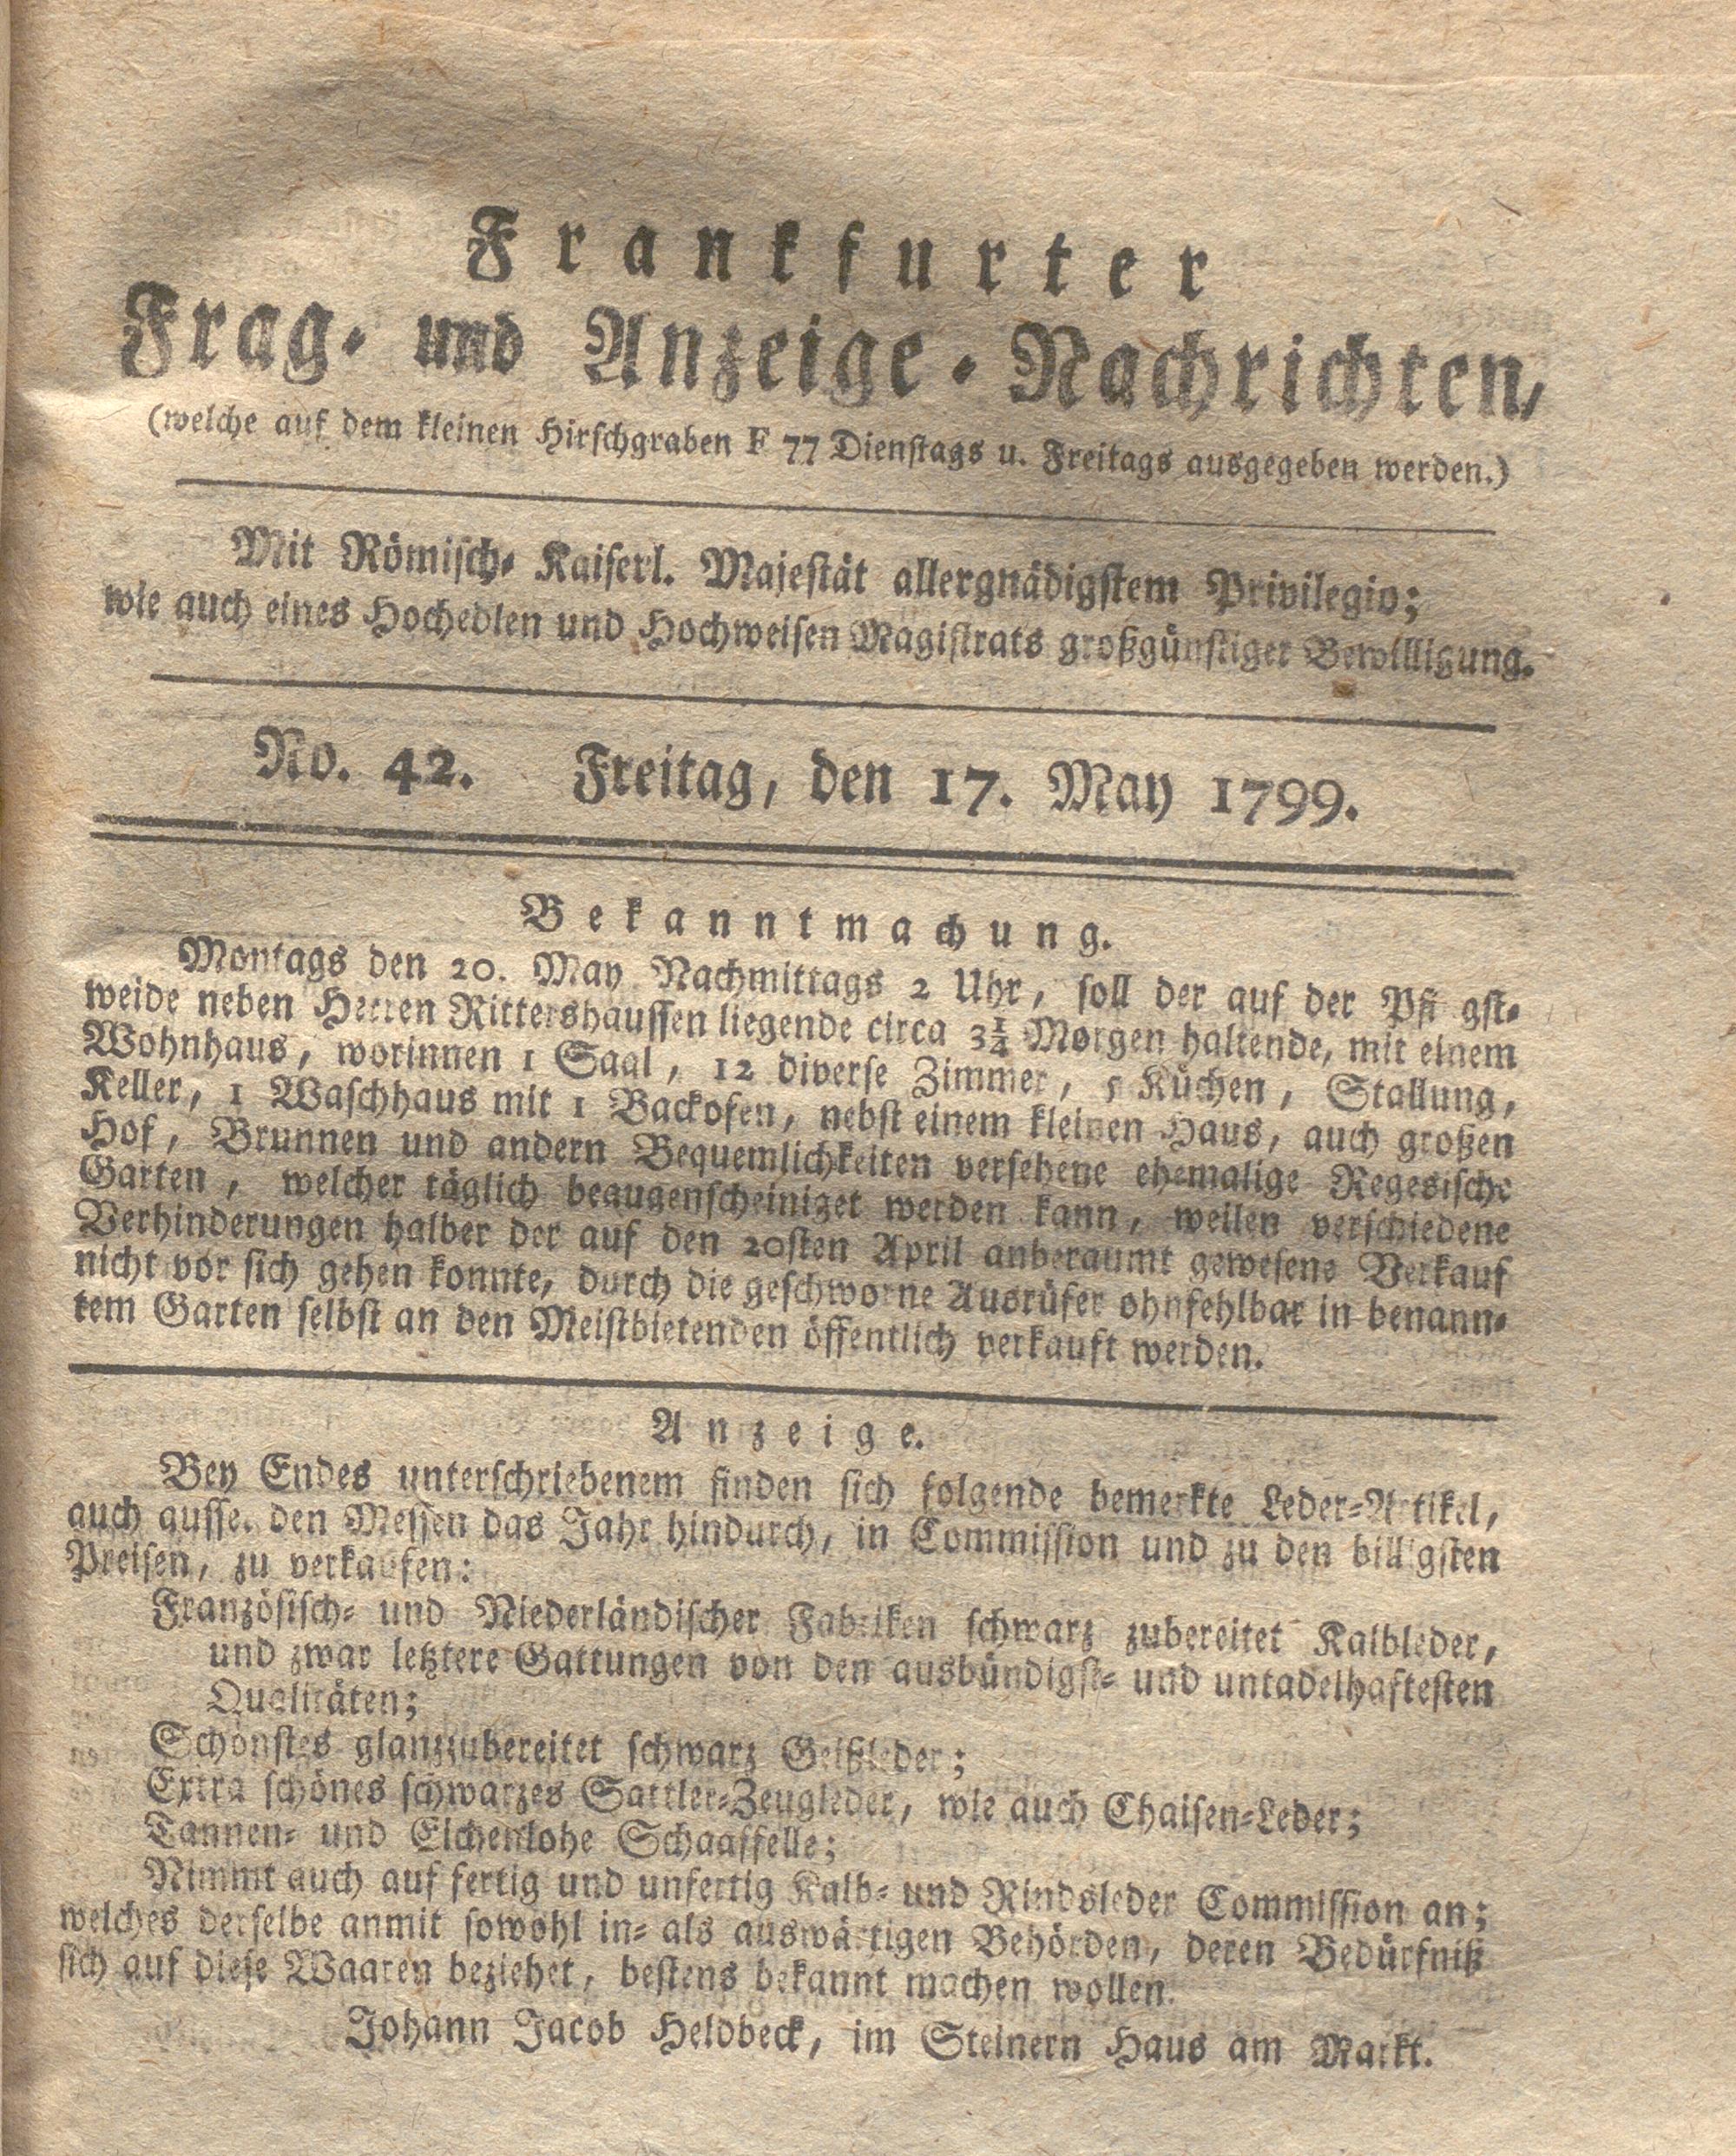 Frankfurter
Frag- und Anzeige-Nachrichten,
(welche auf dem kleinen Hirschgraben F 77 Dienstags u. Freitags ausgegeben werden.)
Mit Römisch- Kaiserl. Majestät allergnädigstem Privilegio;
wie auch eines Hochedlen und Hochweisen Magistrats großgünstiger Bewilligung.
No. 42. Freitag, den 17. May 1799.
Bekanntmachung.
Montags den 20. May Nachmittags 2 Uhr, soll der auf der Pfi gst-
weide neben Herren Rittershaussen liegende circa 3¼ Morgen haltende, mit einem
Wohnhaus, worinnen 1 Saal, 12 diverse Zimmer, 5 Küchen, Stallung,
Keller, 1 Waschhaus mit 1 Backofen, nebst einem kleinen Haus, auch großen
Hof, Brunnen und andern Bequemlichkeiten versehene ehemalige Regesische
Garten, welcher täglich beaugenscheiniget werden kann, weilen verschiedene
Verhinderungen halber der auf den 20sten April anberaumt gewesene Verkauf
nicht vor sich gehen konnte, durch die geschworne Ausrüfer ohnfehlbar in benann-
tem Garten selbst an den Meistbietenden öffentlich verkauft werden.
Anzeige.
Bey Endes unterschriebenem finden sich folgende bemerkte Leder-Artikel,
auch ausser den Messen das Jahr hindurch, in Commission und zu den billigsten
Preisen, zu verkaufen:
Französisch- und Niederländischer Fabriken schwarz zubereitet Kalbleder,
und zwar letztere Gattungen von den ausbündigst- und untadelhaftesten
Qualitäten;
Schönstes glanzzubereitet schwarz Geißleder;
Extra schönes schwarzes Sattler-Zeugleder, wie auch Chaisen-Leder;
Tannen- und Eichenlohe Schaaffelle;
Nimmt auch auf fertig und unfertig Kalb- und Rindsleder Commission an;
welches derselbe anmit sowohl in- als auswärtigen Behörden, deren Bedürfniß
sich auf diese Waaren beziehet, bestens bekannt machen wollen.
Johann Jacob Heldbeck, im Steinern Haus am Markt.